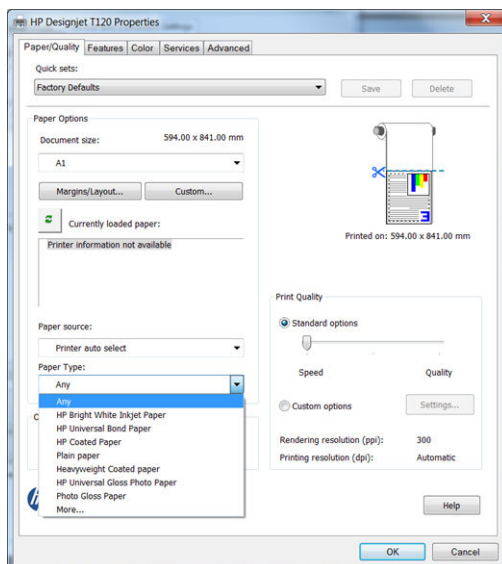 HP Designjet T120 Properties
Paper/Quality Features Color Services Advanced
Quick sets:
Factory Defaults
Save Delete
Paper Options
Document size: 594.00 x 841.00 mm
A1
Margins/Layout... Custom...
Currently loaded paper:
Printer information not available
Printed on: 594.00 x 841.00 mm
Paper source:
Printer auto select
Paper Type:
Any
Any
HP Bright White Inkjet Paper
HP Universal Bond Paper
HP Coated Paper
Plain paper
Heavyweight Coated paper
HP Universal Gloss Photo Paper
Photo Gloss Paper
More...
Print Quality
Standard options
Speed Quality
Custom options Settings...
Rendering resolution (ppi): 300
Printing resolution (dpi): Automatic
Help
OK Cancel